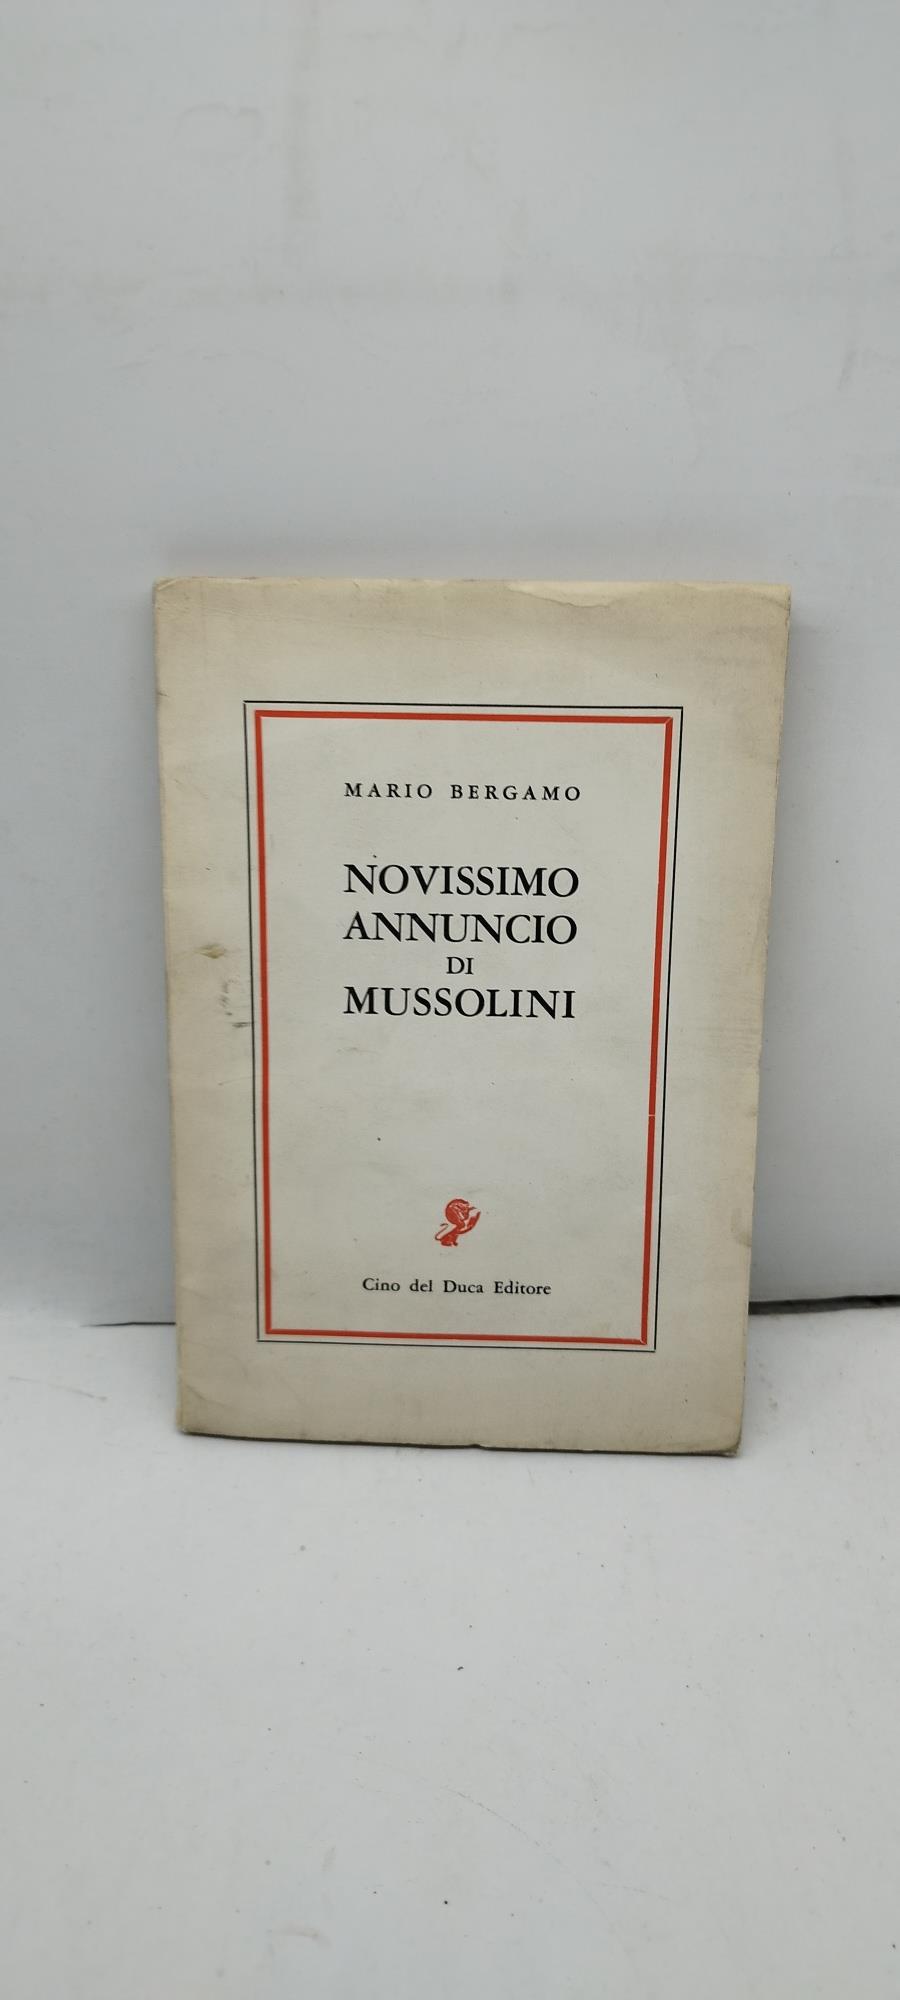 MARIO BERGAMO
NOVISSIMO
ANNUNCIO
DI
MUSSOLINI
Cino del Duca Editore